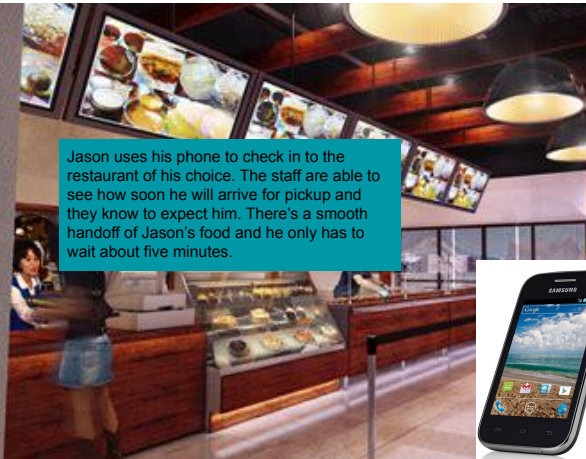 Jason uses his phone to check in to the
restaurant of his choice. The staff are able to
see how soon he will arrive for pickup and
they know to expect him. There's a smooth
handoff of Jason's food and he only has to
wait about five minutes.
SAMSUNG
Google